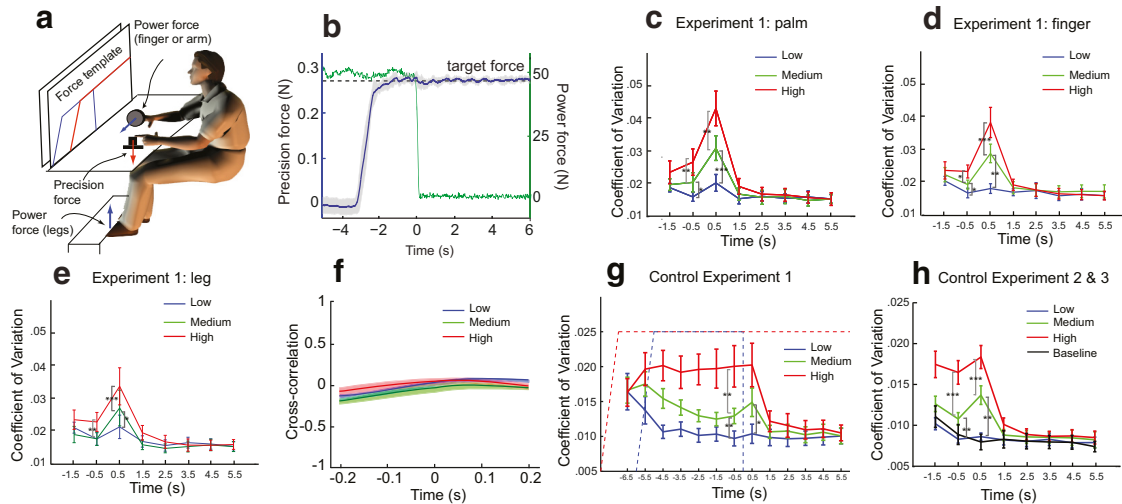 a
Power force
(finger or arm)
Force template
Precision
force
Power
force (legs)
b
0.3
0.2
0.1
0
Precision force (N)
target force
50
25
0
Power force (N)
−4
−2
0
2
4
6
Time (s)
c
Experiment 1: palm
Low
Medium
High
.05
.04
.03
.02
.01
Coefficient of Variation
**
**
***
*
-1.5
-0.5
0.5
1.5
2.5
3.5
4.5
5.5
Time (s)
d
Experiment 1: finger
Low
Medium
High
.05
.04
.03
.02
.01
Coefficient of Variation
***
**
*
*
-1.5
-0.5
0.5
1.5
2.5
3.5
4.5
5.5
Time (s)
e
Experiment 1: leg
Low
Medium
High
.05
.04
.03
.02
.01
Coefficient of Variation
***
**
*
-1.5
-0.5
0.5
1.5
2.5
3.5
4.5
5.5
Time (s)
f
Low
Medium
High
1
0
-1
Cross-correlation
-0.2
-0.1
0
0.1
0.2
Time (s)
g
Control Experiment 1
Low
Medium
High
.025
.020
.015
.010
.005
Coefficient of Variation
**
**
*
-6.5
-5.5
-4.5
-3.5
-2.5
-1.5
-0.5
0.5
1.5
2.5
3.5
4.5
5.5
Time (s)
h
Control Experiment 2 & 3
Low
Medium
High
Baseline
.025
.020
.015
.010
.005
Coefficient of Variation
***
***
**
**
-1.5
-0.5
0.5
1.5
2.5
3.5
4.5
5.5
Time (s)